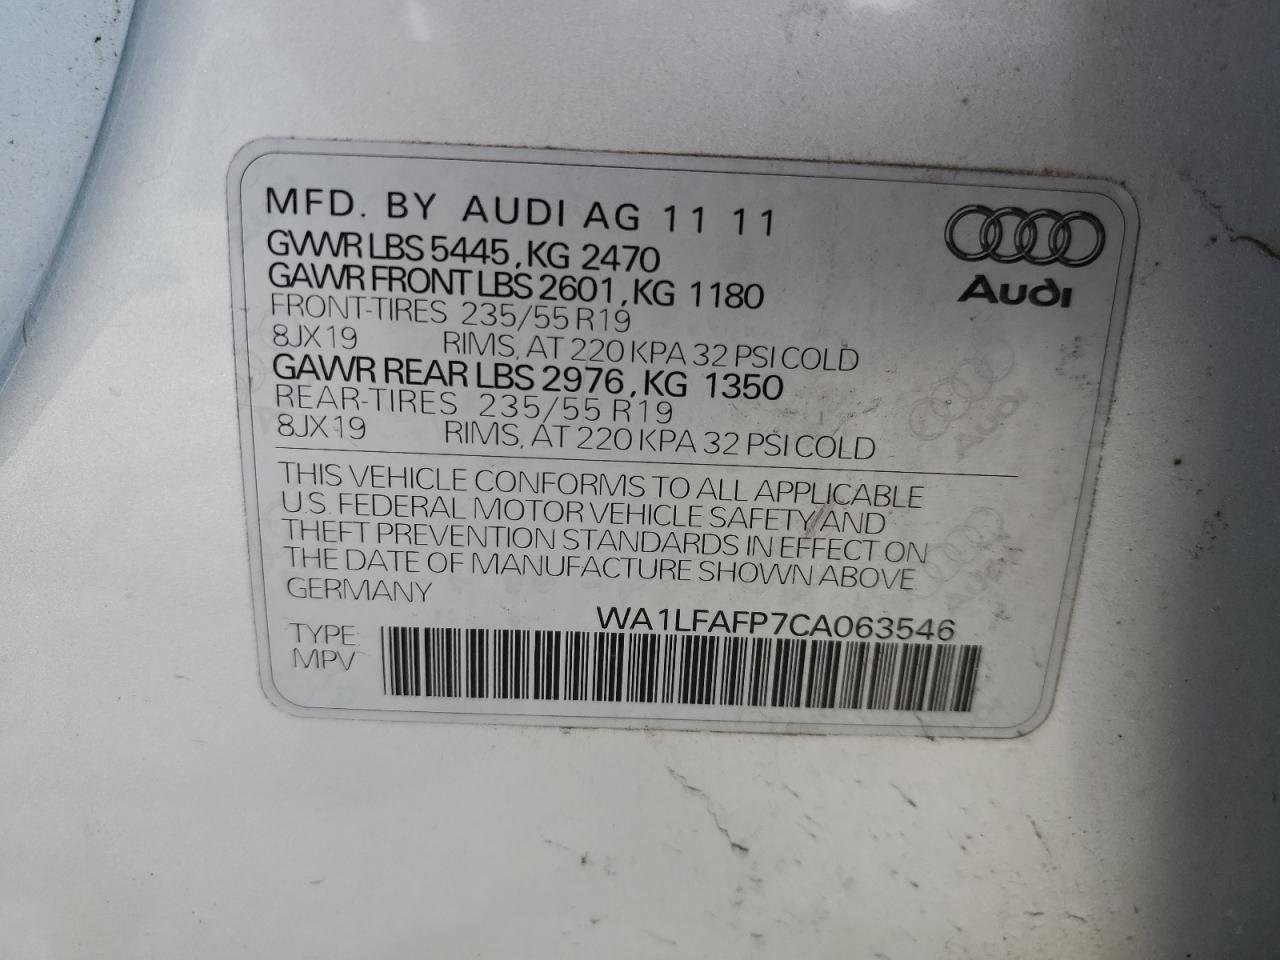 MFD. BY AUDI AG 11 11
GVWR LBS 5445, KG 2470
GAWR FRONT LBS 2601, KG 1180
FRONT-TIRES 235/55 R19
8JX19 RIMS, AT 220 KPA 32 PSI COLD
GAWR REAR LBS 2976, KG 1350
REAR-TIRES 235/55 R19
8JX19 RIMS, AT 220 KPA 32 PSI COLD
Audi
THIS VEHICLE CONFORMS TO ALL APPLICABLE
U.S. FEDERAL MOTOR VEHICLE SAFETY AND
THEFT PREVENTION STANDARDS IN EFFECT ON
THE DATE OF MANUFACTURE SHOWN ABOVE
GERMANY
WA1LFAFP7CA063546
TYPE:
MPV
Audi
Audi